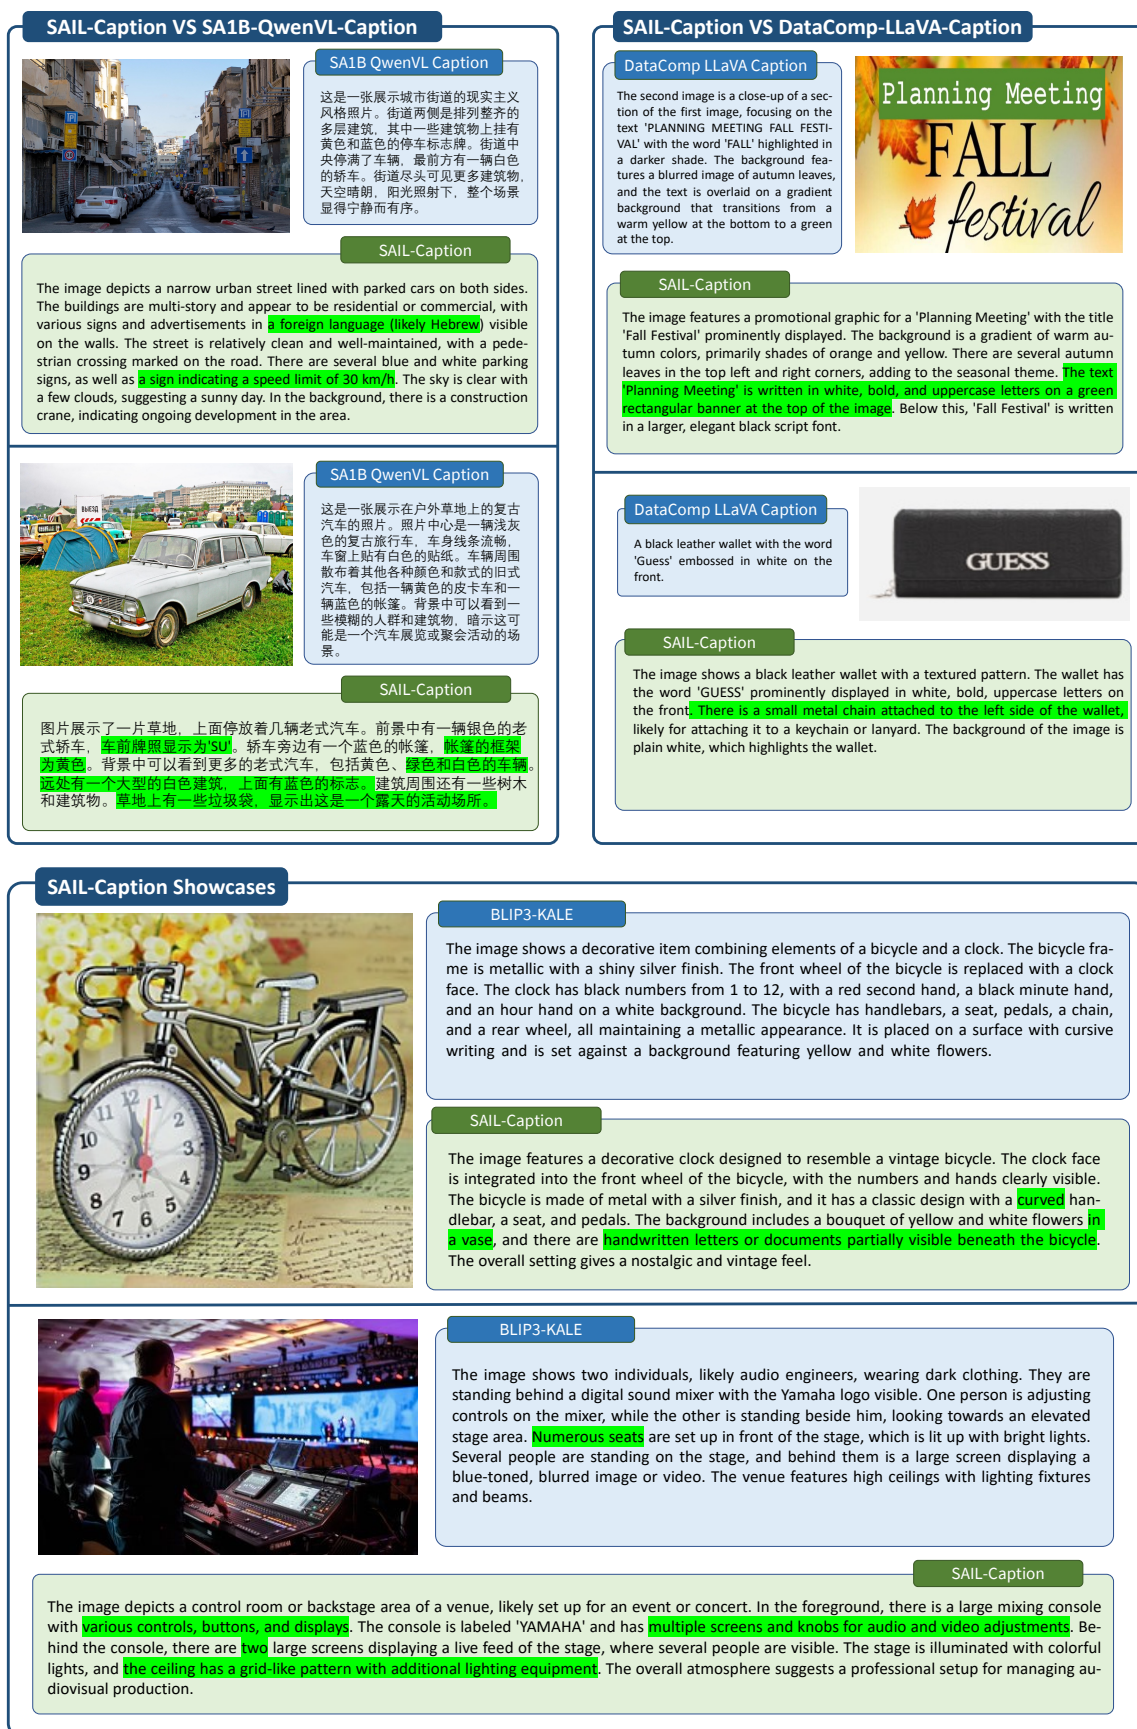 SAIL-Caption VS SA1B-QwenVL-Caption
SA1B QwenVL Caption
这是一张展示城市街道的现实主义
风格照片。街道两侧是排列整齐的
多层建筑，其中一些建筑物上挂有
黄色和蓝色的停车标志牌。街道中
央停满了车辆，最前方有一辆白色
的轿车。街道尽头可见更多建筑物，
天空晴朗，阳光照射下，整个场景
显得宁静而有序。
SAIL-Caption
The image depicts a narrow urban street lined with parked cars on both sides.
The buildings are multi-story and appear to be residential or commercial, with
various signs and advertisements in a foreign language (likely Hebrew) visible
on the walls. The street is relatively clean and well-maintained, with a pede-
strian crossing marked on the road. There are several blue and white parking
signs, as well as a sign indicating a speed limit of 30 km/h. The sky is clear with
a few clouds, suggesting a sunny day. In the background, there is a construction
crane, indicating ongoing development in the area.
ВЫЕЗД
SA1B QwenVL Caption
这是一张展示在户外草地上的复古
汽车的照片。照片中心是一辆浅灰
色的复古旅行车，车身线条流畅，
车窗上贴有白色的贴纸。车辆周围
散布着其他各种颜色和款式的旧式
汽车，包括一辆黄色的皮卡车和一
辆蓝色的帐篷。背景中可以看到一
些模糊的人群和建筑物，暗示这可
能是一个汽车展览或聚会活动的场
景。
SAIL-Caption
图片展示了一片草地，上面停放着几辆老式汽车。前景中有一辆银色的老
式轿车，车前牌照显示为'SU'。轿车旁边有一个蓝色的帐篷，帐篷的框架
为黄色。背景中可以看到更多的老式汽车，包括黄色、绿色和白色的车辆。
远处有一个大型的白色建筑，上面有蓝色的标志。建筑周围还有一些树木
和建筑物。草地上有一些垃圾袋，显示出这是一个露天的活动场所。
SAIL-Caption VS DataComp-LLaVA-Caption
DataComp LLaVA Caption
The second image is a close-up of a sec-
tion of the first image, focusing on the
text 'PLANNING MEETING FALL FESTI-
VAL' with the word 'FALL' highlighted in
a darker shade. The background fea-
tures a blurred image of autumn leaves,
and the text is overlaid on a gradient
background that transitions from a
warm yellow at the bottom to a green
at the top.
Planning Meeting
FALL
festival
SAIL-Caption
The image features a promotional graphic for a 'Planning Meeting' with the title
'Fall Festival' prominently displayed. The background is a gradient of warm au-
tumn colors, primarily shades of orange and yellow. There are several autumn
leaves in the top left and right corners, adding to the seasonal theme. The text
'Planning Meeting' is written in white, bold, and uppercase letters on a green
rectangular banner at the top of the image. Below this, 'Fall Festival' is written
in a larger, elegant black script font.
DataComp LLaVA Caption
A black leather wallet with the word
'Guess' embossed in white on the
front.
GUESS
SAIL-Caption
The image shows a black leather wallet with a textured pattern. The wallet has
the word 'GUESS' prominently displayed in white, bold, uppercase letters on
the front. There is a small metal chain attached to the left side of the wallet,
likely for attaching it to a keychain or lanyard. The background of the image is
plain white, which highlights the wallet.
SAIL-Caption Showcases
12
1
2
3
4
5
6
7
8
9
10
11
QUARTZ
BLIP3-KALE
The image shows a decorative item combining elements of a bicycle and a clock. The bicycle fra-
me is metallic with a shiny silver finish. The front wheel of the bicycle is replaced with a clock
face. The clock has black numbers from 1 to 12, with a red second hand, a black minute hand,
and an hour hand on a white background. The bicycle has handlebars, a seat, pedals, a chain,
and a rear wheel, all maintaining a metallic appearance. It is placed on a surface with cursive
writing and is set against a background featuring yellow and white flowers.
SAIL-Caption
The image features a decorative clock designed to resemble a vintage bicycle. The clock face
is integrated into the front wheel of the bicycle, with the numbers and hands clearly visible.
The bicycle is made of metal with a silver finish, and it has a classic design with a curved han-
dlebar, a seat, and pedals. The background includes a bouquet of yellow and white flowers in
a vase, and there are handwritten letters or documents partially visible beneath the bicycle.
The overall setting gives a nostalgic and vintage feel.
BLIP3-KALE
The image shows two individuals, likely audio engineers, wearing dark clothing. They are
standing behind a digital sound mixer with the Yamaha logo visible. One person is adjusting
controls on the mixer, while the other is standing beside him, looking towards an elevated
stage area. Numerous seats are set up in front of the stage, which is lit up with bright lights.
Several people are standing on the stage, and behind them is a large screen displaying a
blue-toned, blurred image or video. The venue features high ceilings with lighting fixtures
and beams.
SAIL-Caption
The image depicts a control room or backstage area of a venue, likely set up for an event or concert. In the foreground, there is a large mixing console
with various controls, buttons, and displays. The console is labeled 'YAMAHA' and has multiple screens and knobs for audio and video adjustments. Be-
hind the console, there are two large screens displaying a live feed of the stage, where several people are visible. The stage is illuminated with colorful
lights, and the ceiling has a grid-like pattern with additional lighting equipment. The overall atmosphere suggests a professional setup for managing au-
diovisual production.